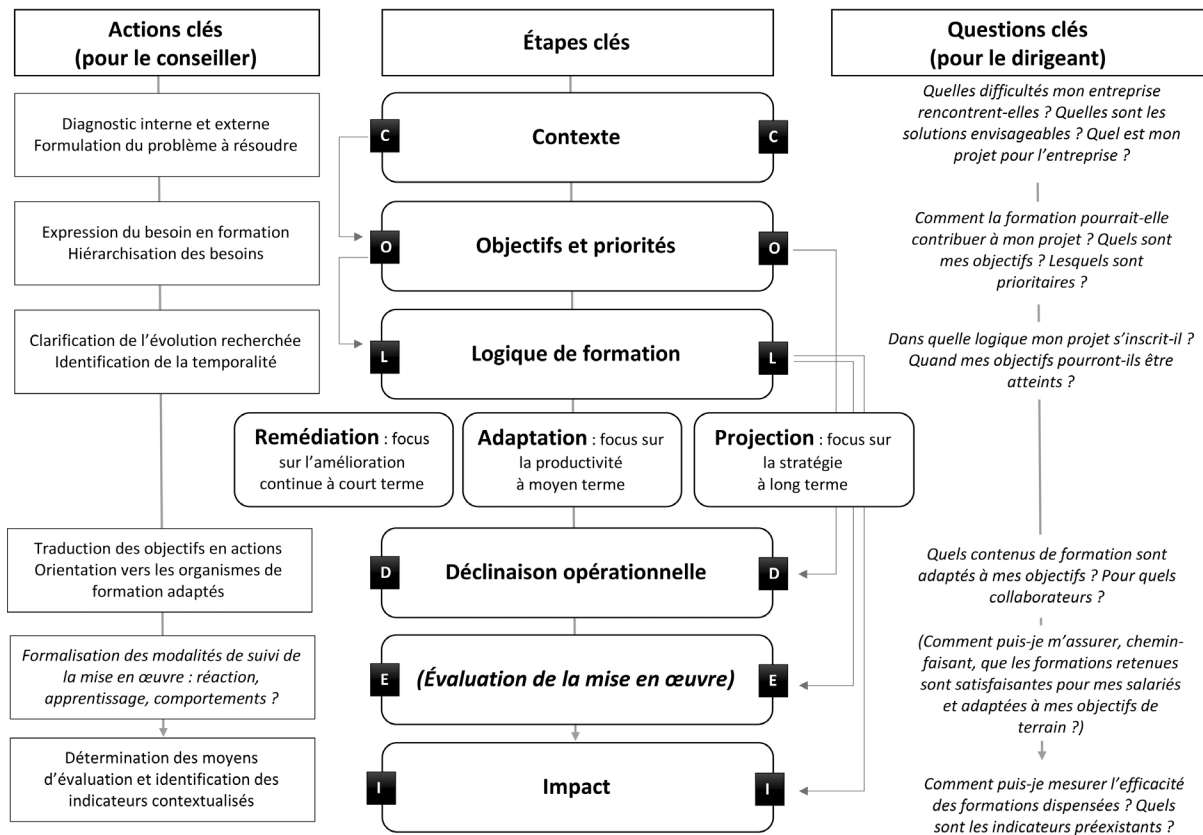 Actions clés
(pour le conseiller)
Étapes clés
Questions clés
(pour le dirigeant)
Diagnostic interne et externe
Formulation du problème à résoudre
C
Contexte
C
Quelles difficultés mon entreprise
rencontrent-elles ? Quelles sont les
solutions envisageables ? Quel est mon
projet pour l’entreprise ?
Expression du besoin en formation
Hiérarchisation des besoins
O
Objectifs et priorités
O
Comment la formation pourrait-elle
contribuer à mon projet ? Quels sont
mes objectifs ? Lesquels sont
prioritaires ?
Clarification de l’évolution recherchée
Identification de la temporalité
L
Logique de formation
L
Dans quelle logique mon projet s’inscrit-il ?
Quand mes objectifs pourront-ils être
atteints ?
Remédiation : focus
sur l’amélioration
continue à court terme
Adaptation : focus sur
la productivité
à moyen terme
Projection : focus sur
la stratégie
à long terme
Traduction des objectifs en actions
Orientation vers les organismes de
formation adaptés
D
Déclinaison opérationnelle
D
Quels contenus de formation sont
adaptés à mes objectifs ? Pour quels
collaborateurs ?
Formalisation des modalités de suivi de
la mise en œuvre : réaction,
apprentissage, comportements ?
E
(Évaluation de la mise en œuvre)
E
(Comment puis-je m’assurer, chemin-
faisant, que les formations retenues
sont satisfaisantes pour mes salariés
et adaptées à mes objectifs de
terrain ?)
Détermination des moyens
d’évaluation et identification des
indicateurs contextualisés
I
Impact
I
Comment puis-je mesurer l’efficacité
des formations dispensées ? Quels
sont les indicateurs préexistants ?